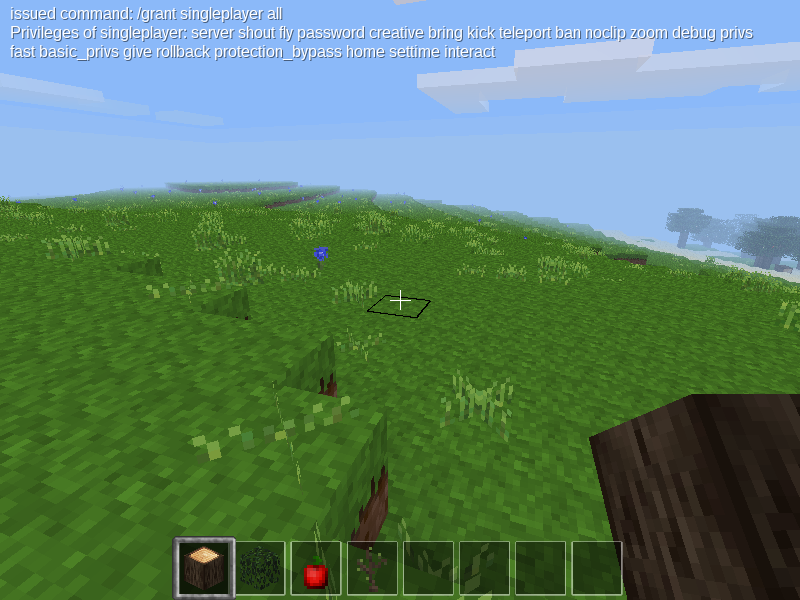 issued command: /grant singleplayer all
Privileges of singleplayer: server shout fly password creative bring kick teleport ban noclip zoom debug privs
fast basic_privs give rollback protection_bypass home settime interact